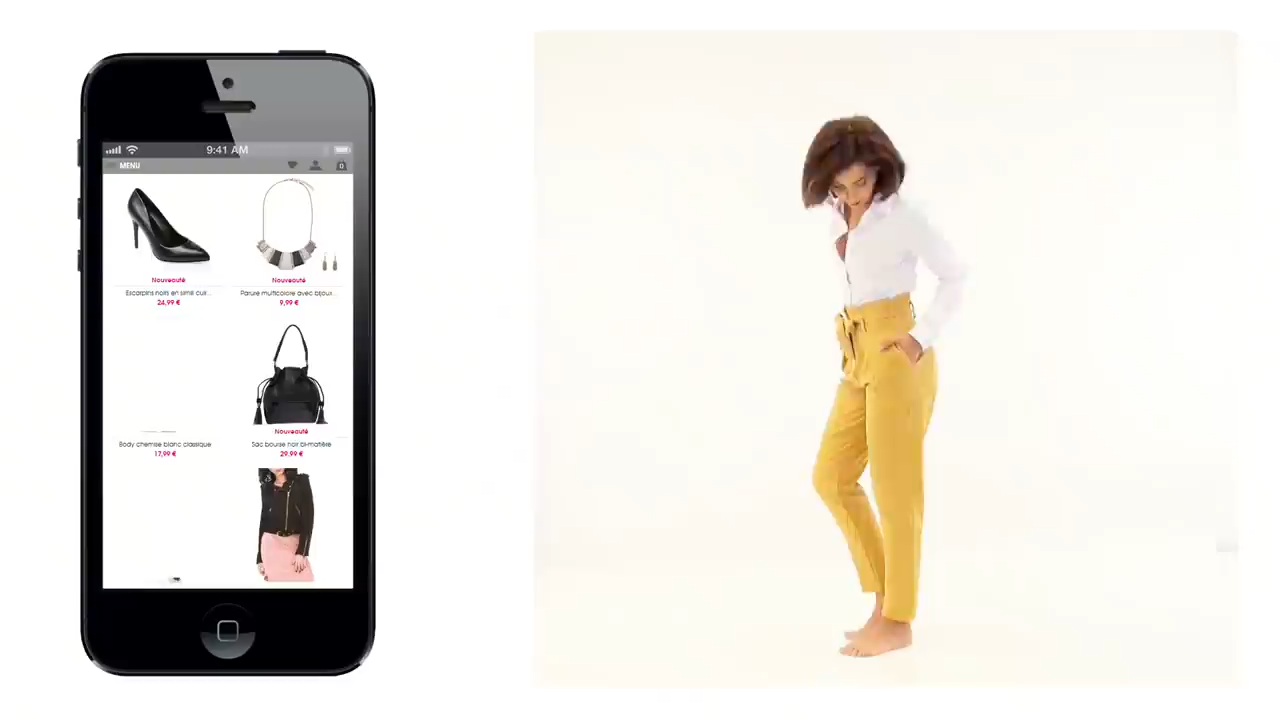 9:41 AM
MENU
0
Nouveauté
Nouveauté
Escarpins noirs en simili cuir...
Parure multicolore avec bijoux...
24,99 €
9,99 €
Nouveauté
Body chemise blanc classique
Sac bourse noir bi-matière
17,99 €
29,99 €